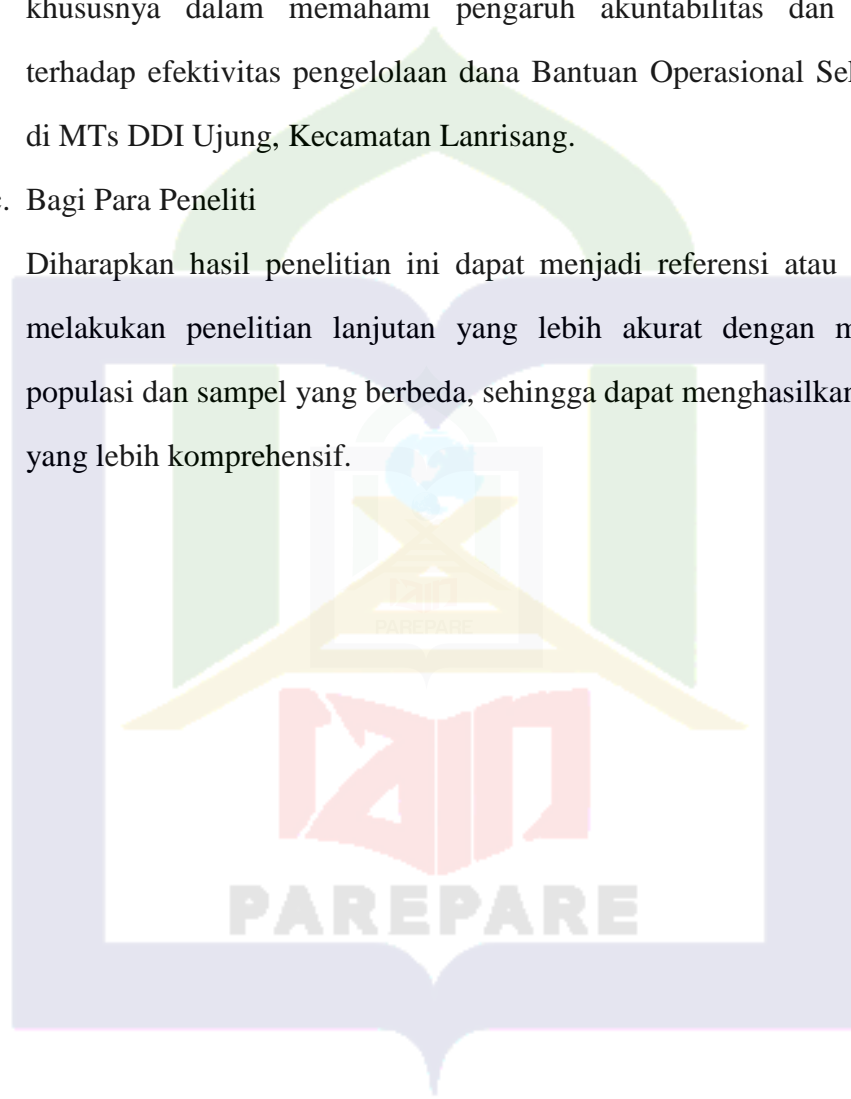 khususnya dalam memahami pengaruh akuntabilitas dan
terhadap efektivitas pengelolaan dana Bantuan Operasional
di MTs DDI Ujung, Kecamatan Lanrisang.
Bagi Para Peneliti
Diharapkan hasil penelitian ini dapat menjadi referensi atau
melakukan penelitian lanjutan yang lebih akurat dengan
populasi dan sampel yang berbeda, sehingga dapat menghasilkan
yang lebih komprehensif.
PAREPARE
PAREPARE